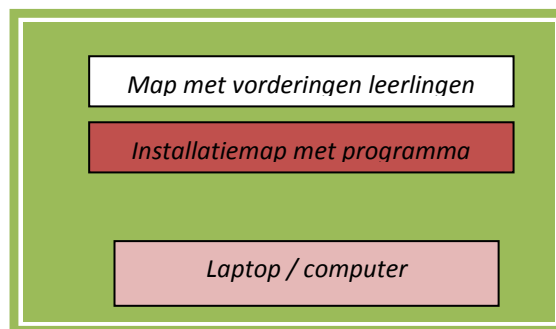 Map met vorderingen leerlingen
Installatiemap met programma
Laptop / computer